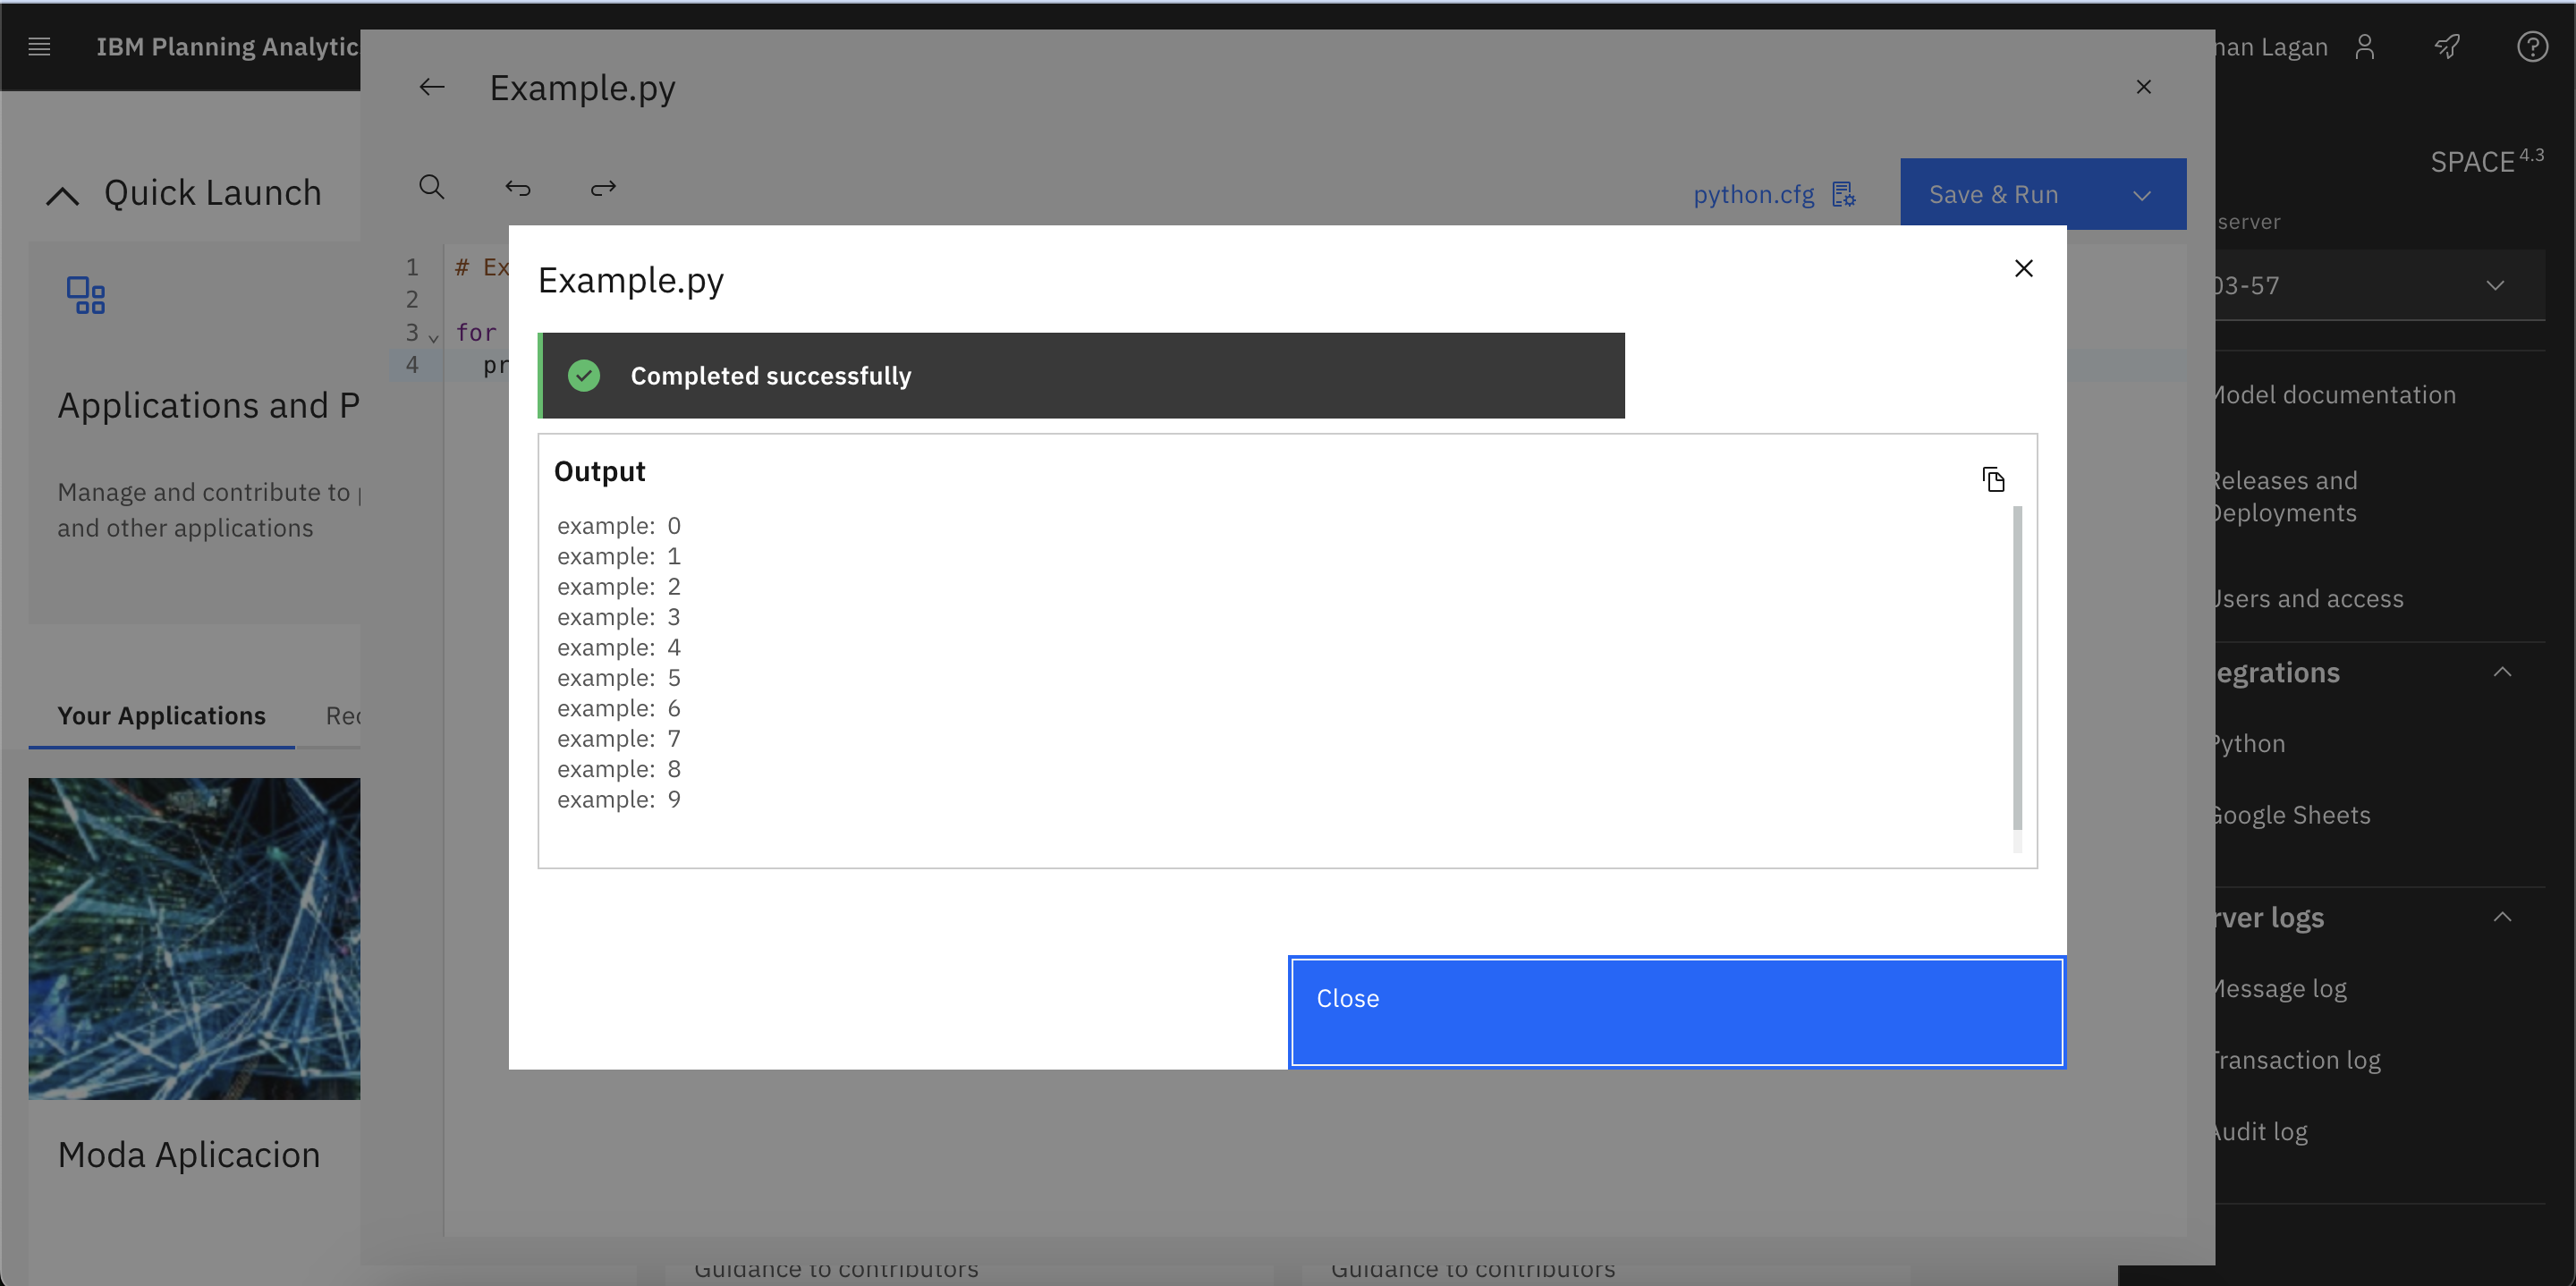 IBM Planning Analytic
nan Lagan
Example.py
SPACE 4.3
Quick Launch
python.cfg
Save & Run
server
03-57
1 # Ex
2
3 for
4 pr
Example.py
Completed successfully
Output
example: 0
example: 1
example: 2
example: 3
example: 4
example: 5
example: 6
example: 7
example: 8
example: 9
Close
Applications and P
Manage and contribute to
and other applications
Your Applications
Rec
Moda Aplicacion
Model documentation
Releases and
Deployments
Users and access
egrations
Python
Google Sheets
rver logs
Message log
Transaction log
Audit log
Guidance to contributors
Guidance to contributors